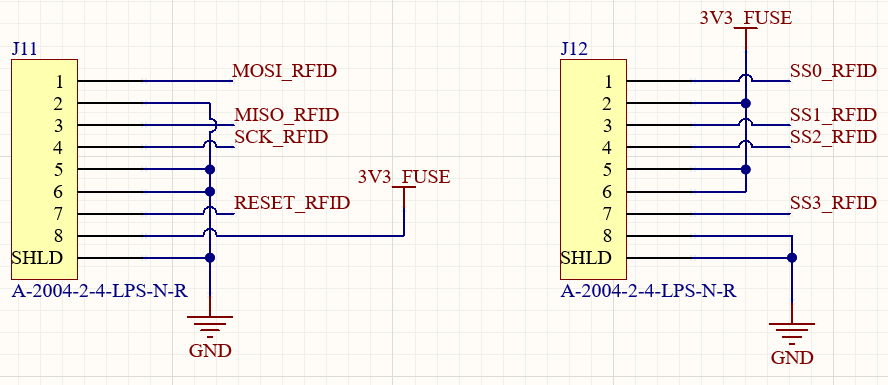 J11
1 MOSI_RFID
2
3 MISO_RFID
4 SCK_RFID
5
6
7 RESET_RFID
8
SHLD
A-2004-2-4-LPS-N-R
3V3_FUSE
GND
3V3_FUSE
J12
1 SS0_RFID
2
3 SS1_RFID
4 SS2_RFID
5
6
7 SS3_RFID
8
SHLD
A-2004-2-4-LPS-N-R
GND